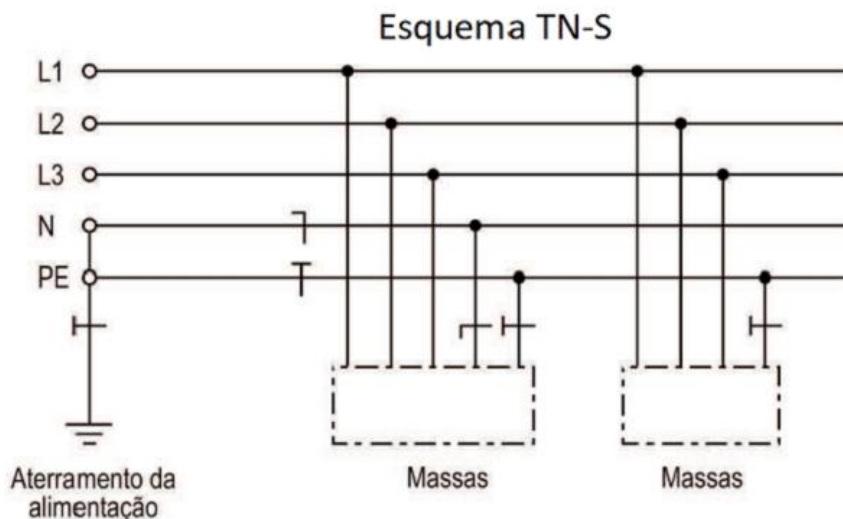 Esquema TN-S
L1
L2
L3
N
PE
Aterramento da
alimentação
Massas
Massas